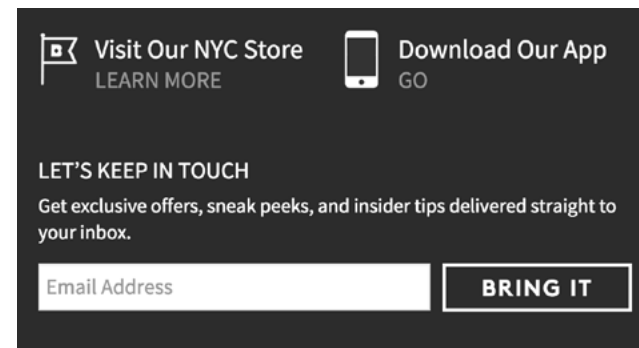 Visit Our NYC Store
LEARN MORE
Download Our App
GO
LET'S KEEP IN TOUCH
Get exclusive offers, sneak peeks, and insider tips delivered straight to
your inbox.
Email Address
BRING IT